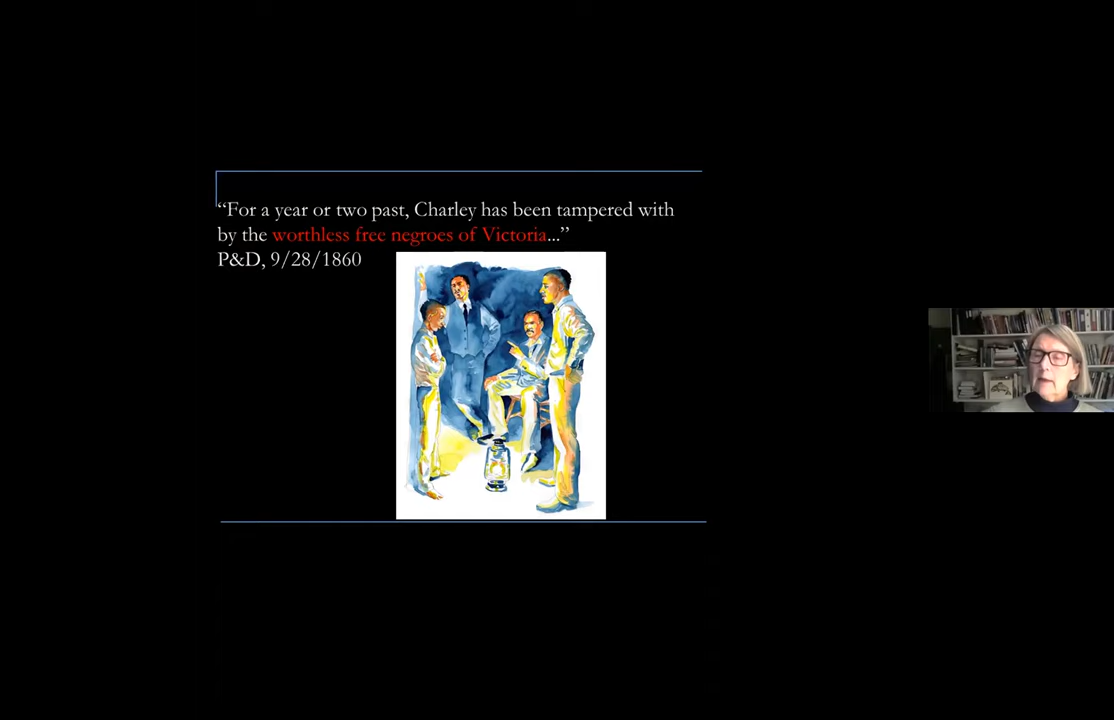 “For a year or two past, Charley has been tampered with
by the worthless free negroes of Victoria...”
P&D, 9/28/1860